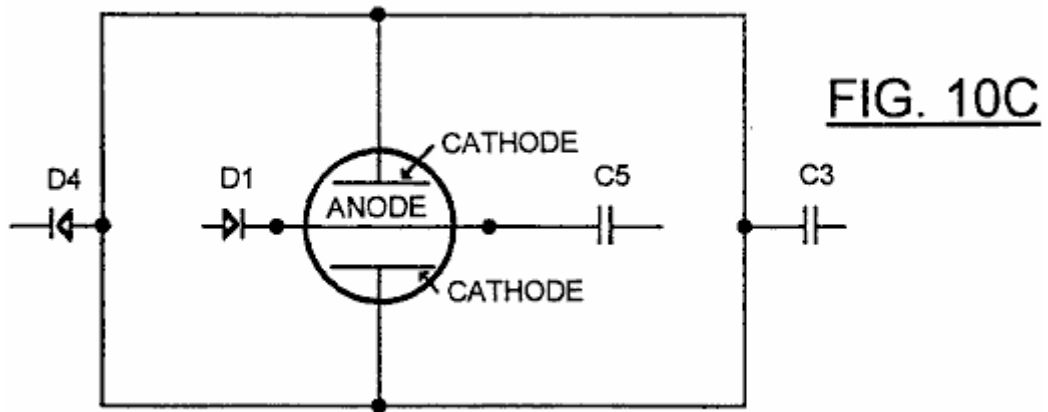 FIG. 10C
CATHODE
D4
D1
C5
C3
ANODE
CATHODE